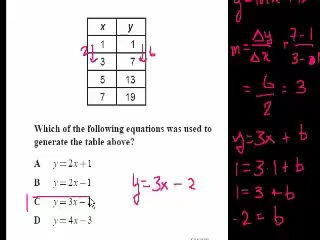 x y
1 1
3 7
5 13
7 19
2 6
Which of the following equations was used to
generate the table above?
A y = 2x + 1
B y = 2x − 1
C y = 3x −
D y = 4x − 3
y = 3x − 2
m = Δy/Δx = 7-1/3-
= 6/2 = 3
y = 3x + b
1 = 3·1 + b
1 = 3 + b
-2 = b